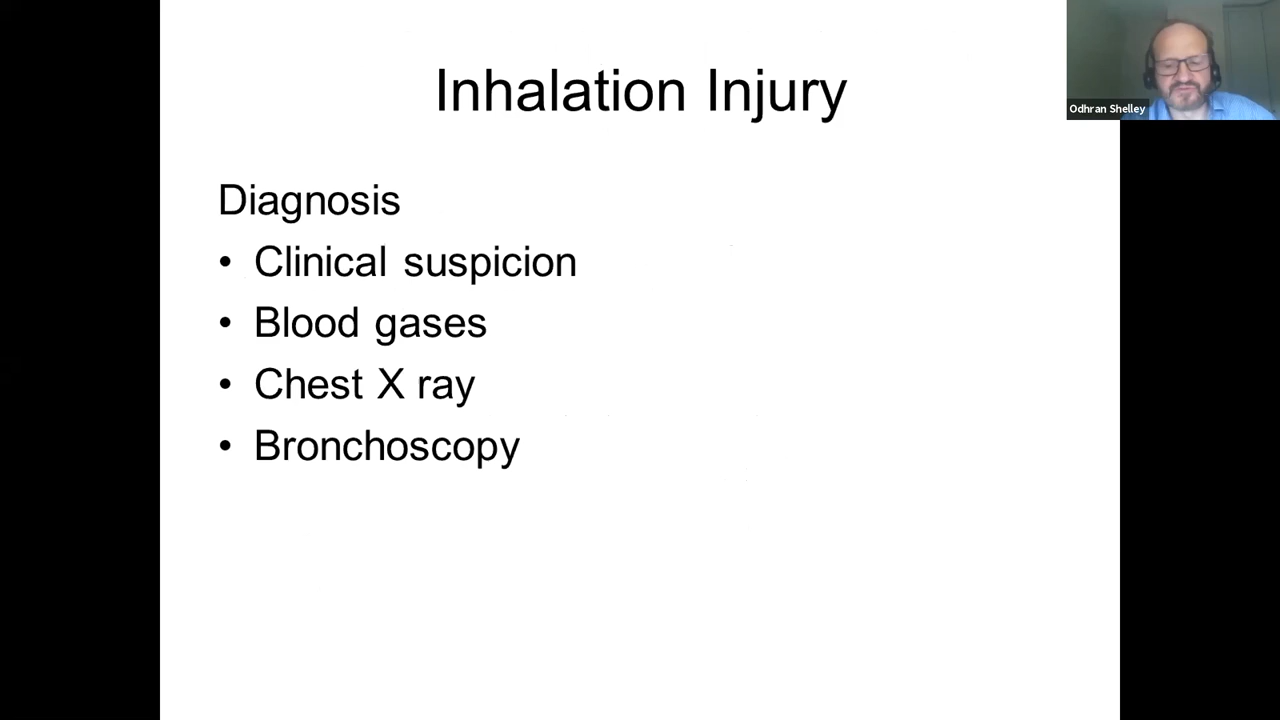 Inhalation Injury
Odhran Shelley
Diagnosis
• Clinical suspicion
• Blood gases
• Chest X ray
• Bronchoscopy